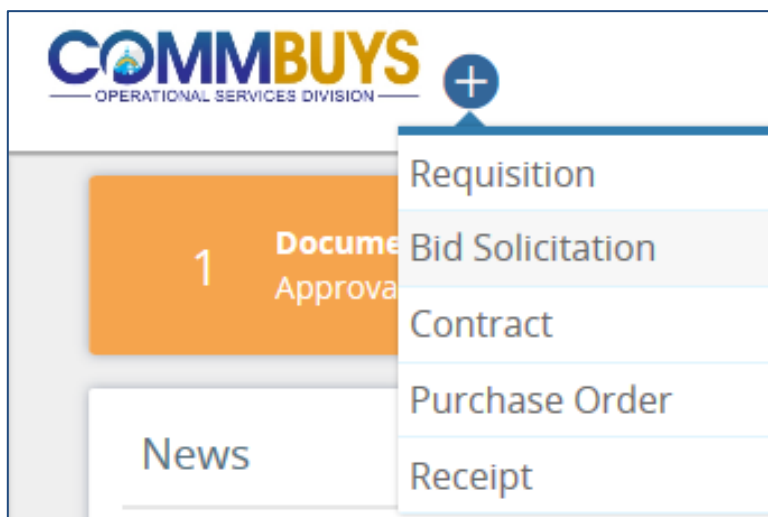 COMMBUYS
OPERATIONAL SERVICES DIVISION
Requisition
Bid Solicitation
Contract
Purchase Order
Receipt
1
Docume
Approva
News